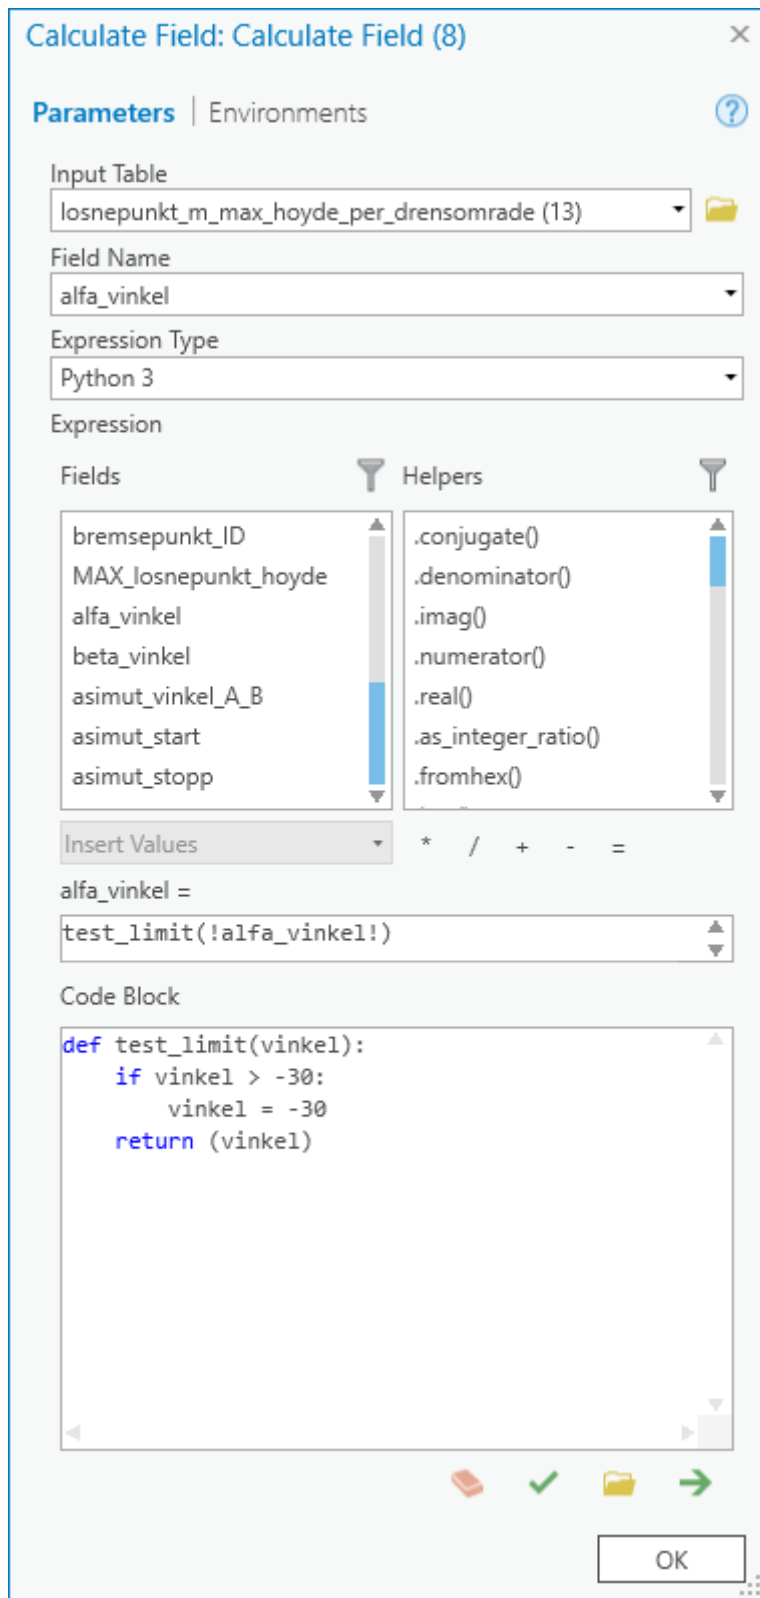 Calculate Field: Calculate Field (8)
Parameters | Environments
Input Table
losnepunkt_m_max_hoyde_per_drensomrade (13)
Field Name
alfa_vinkel
Expression Type
Python 3
Expression
Fields
Helpers
bremsepunkt_ID
MAX_losnepunkt_hoyde
alfa_vinkel
beta_vinkel
asimut_vinkel_A_B
asimut_start
asimut_stopp
.conjugate()
.denominator()
.imag()
.numerator()
.real()
.as_integer_ratio()
.fromhex()
Insert Values
* / + - =
alfa_vinkel =
test_limit(!alfa_vinkel!)
Code Block
def test_limit(vinkel):
    if vinkel > -30:
        vinkel = -30
    return (vinkel)
OK